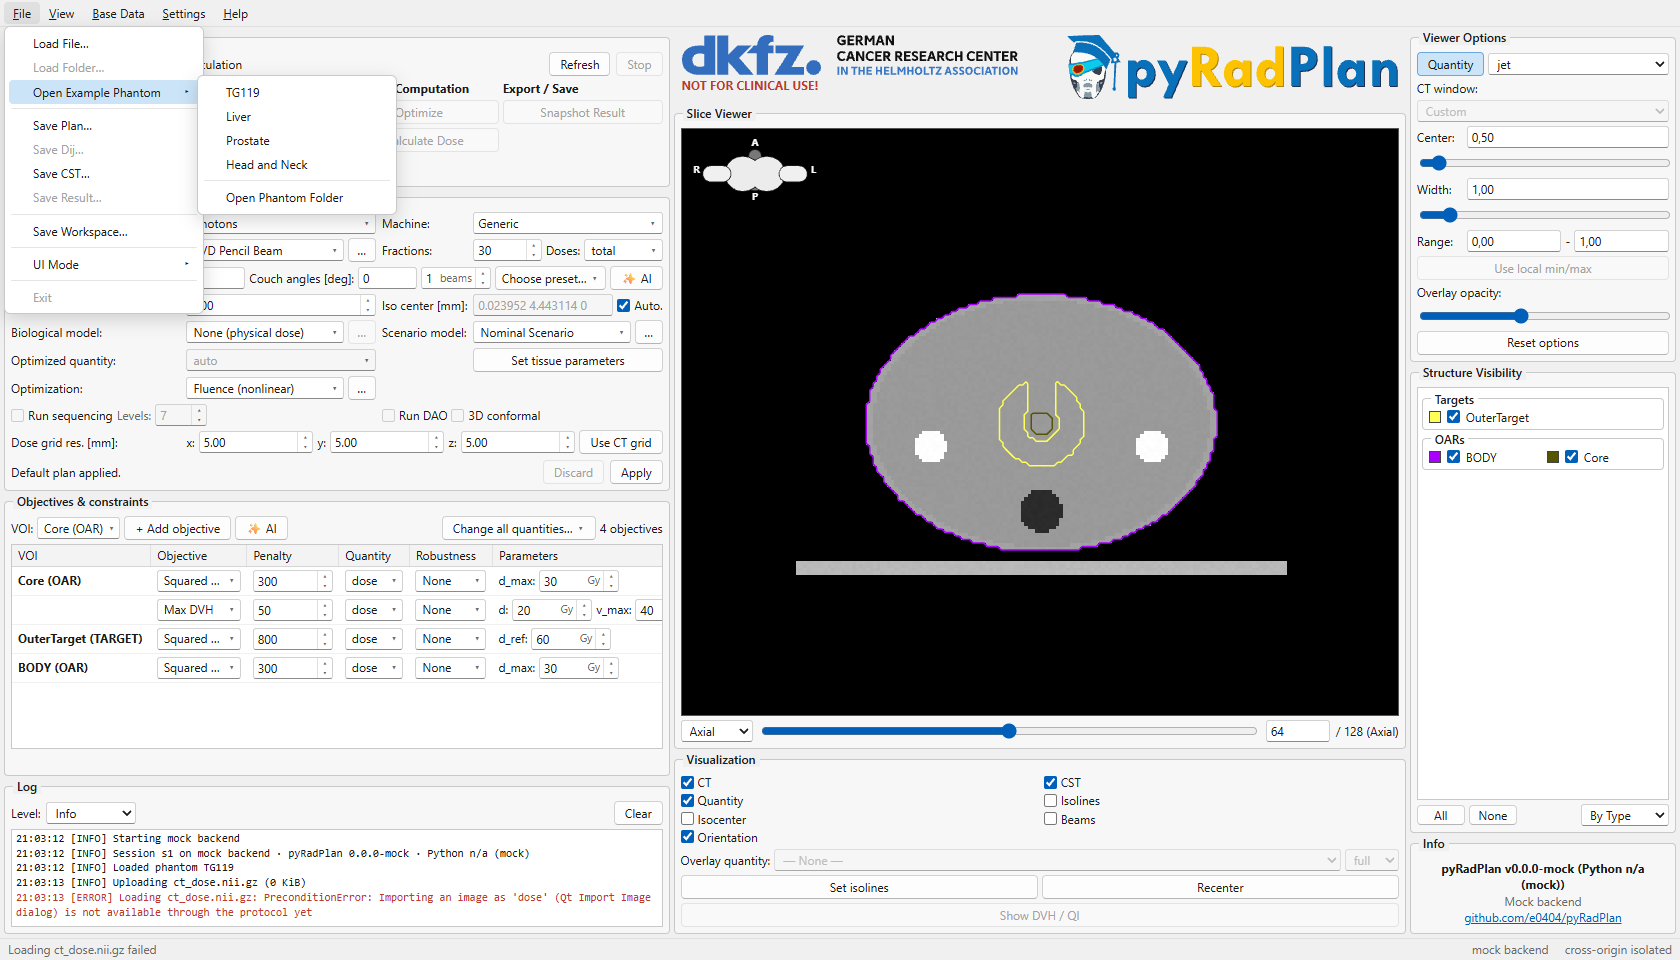 File View Base Data Settings Help
Load File...
Load Folder...
Open Example Phantom
Save Plan...
Save Dij...
Save CST...
Save Result...
Save Workspace...
UI Mode
Exit
TG119
Liver
Prostate
Head and Neck
Open Phantom Folder
Refresh Stop
Computation Export / Save
Optimize Snapshot Result
Machine: Generic
/D Pencil Beam ... Fractions: 30 Doses: total
Couch angles [deg]: 0 1 beams Choose preset... AI
Iso center [mm]: 0.023952 4.443114 0 Auto.
Biological model: None (physical dose) ... Scenario model: Nominal Scenario ...
Optimized quantity: auto Set tissue parameters
Optimization: Fluence (nonlinear) ...
Run sequencing Levels: 7 Run DAO 3D conformal
Dose grid res. [mm]: x: 5.00 y: 5.00 z: 5.00 Use CT grid
Default plan applied. Discard Apply
Objectives & constraints
VOI: Core (OAR) + Add objective AI Change all quantities... 4 objectives
VOI Objective Penalty Quantity Robustness Parameters
Core (OAR) Squared ... 300 dose None d_max: 30 Gy
Max DVH 50 dose None d: 20 Gy v_max: 40
OuterTarget (TARGET) Squared ... 800 dose None d_ref: 60 Gy
BODY (OAR) Squared ... 300 dose None d_max: 30 Gy
Log
Level: Info Clear
21:03:12 [INFO] Starting mock backend
21:03:12 [INFO] Session s1 on mock backend · pyRadPlan 0.0.0-mock · Python n/a (mock)
21:03:12 [INFO] Loaded phantom TG119
21:03:13 [INFO] Uploading ct_dose.nii.gz (0 KiB)
21:03:13 [ERROR] Loading ct_dose.nii.gz: PreconditionError: Importing an image as 'dose' (Qt Import Image
dialog) is not available through the protocol yet
dkfz.
GERMAN
CANCER RESEARCH CENTER
IN THE HELMHOLTZ ASSOCIATION
NOT FOR CLINICAL USE!
pyRadPlan
Slice Viewer
A
R L
P
Axial 64 / 128 (Axial)
Visualization
CT CST
Quantity Isolines
Isocenter Beams
Orientation
Overlay quantity: — None — full
Set isolines Recenter
Show DVH / QI
Viewer Options
Quantity jet
CT window:
Custom
Center: 0,50
Width: 1,00
Range: 0,00 - 1,00
Use local min/max
Overlay opacity:
Reset options
Structure Visibility
Targets
OuterTarget
OARs
BODY Core
All None By Type
Info
pyRadPlan v0.0.0-mock (Python n/a
(mock))
Mock backend
github.com/e0404/pyRadPlan
Loading ct_dose.nii.gz failed mock backend cross-origin isolated